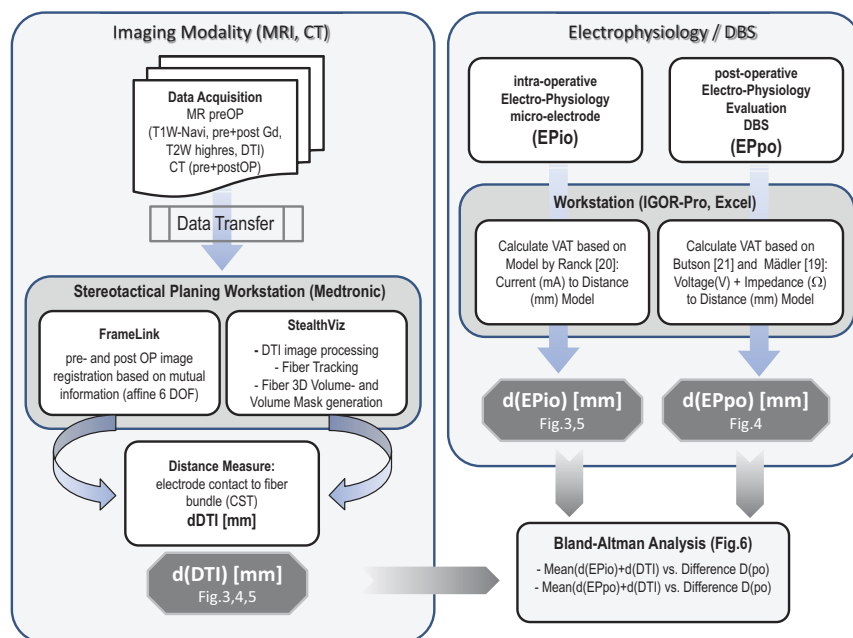 Imaging Modality (MRI, CT)
Data Acquisition
MR preOP
(T1W-Navi, pre+post Gd,
T2W highres, DTI)
CT (pre+postOP)
Data Transfer
Stereotactical Planing Workstation (Medtronic)
FrameLink
pre- and post OP image
registration based on mutual
information (affine 6 DOF)
StealthViz
- DTI image processing
- Fiber Tracking
- Fiber 3D Volume- and
Volume Mask generation
Distance Measure:
electrode contact to fiber
bundle (CST)
dDTI [mm]
d(DTI) [mm]
Fig.3,4,5
Electrophysiology / DBS
intra-operative
Electro-Physiology
micro-electrode
(EPio)
post-operative
Electro-Physiology
Evaluation
DBS
(EPpo)
Workstation (IGOR-Pro, Excel)
Calculate VAT based on
Model by Ranck [20]:
Current (mA) to Distance
(mm) Model
Calculate VAT based on
Butson [21] and Mädler [19]:
Voltage(V) + Impedance (Ω)
to Distance (mm) Model
d(EPio) [mm]
Fig.3,5
d(EPpo) [mm]
Fig.4
Bland-Altman Analysis (Fig.6)
- Mean(d(EPio)+d(DTI) vs. Difference D(po)
- Mean(d(EPpo)+d(DTI) vs. Difference D(po)